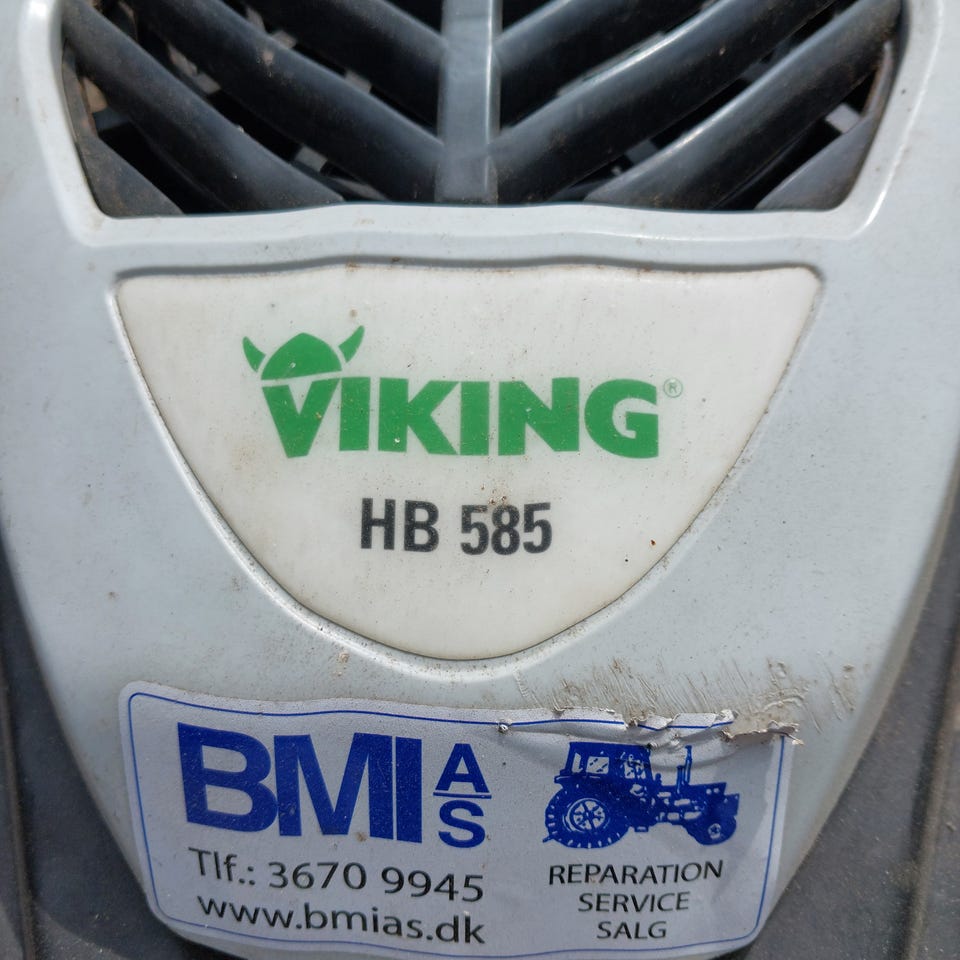 VIKING®
HB 585
BMI A/S
Tlf.: 3670 9945
www.bmias.dk
REPARATION
SERVICE
SALG